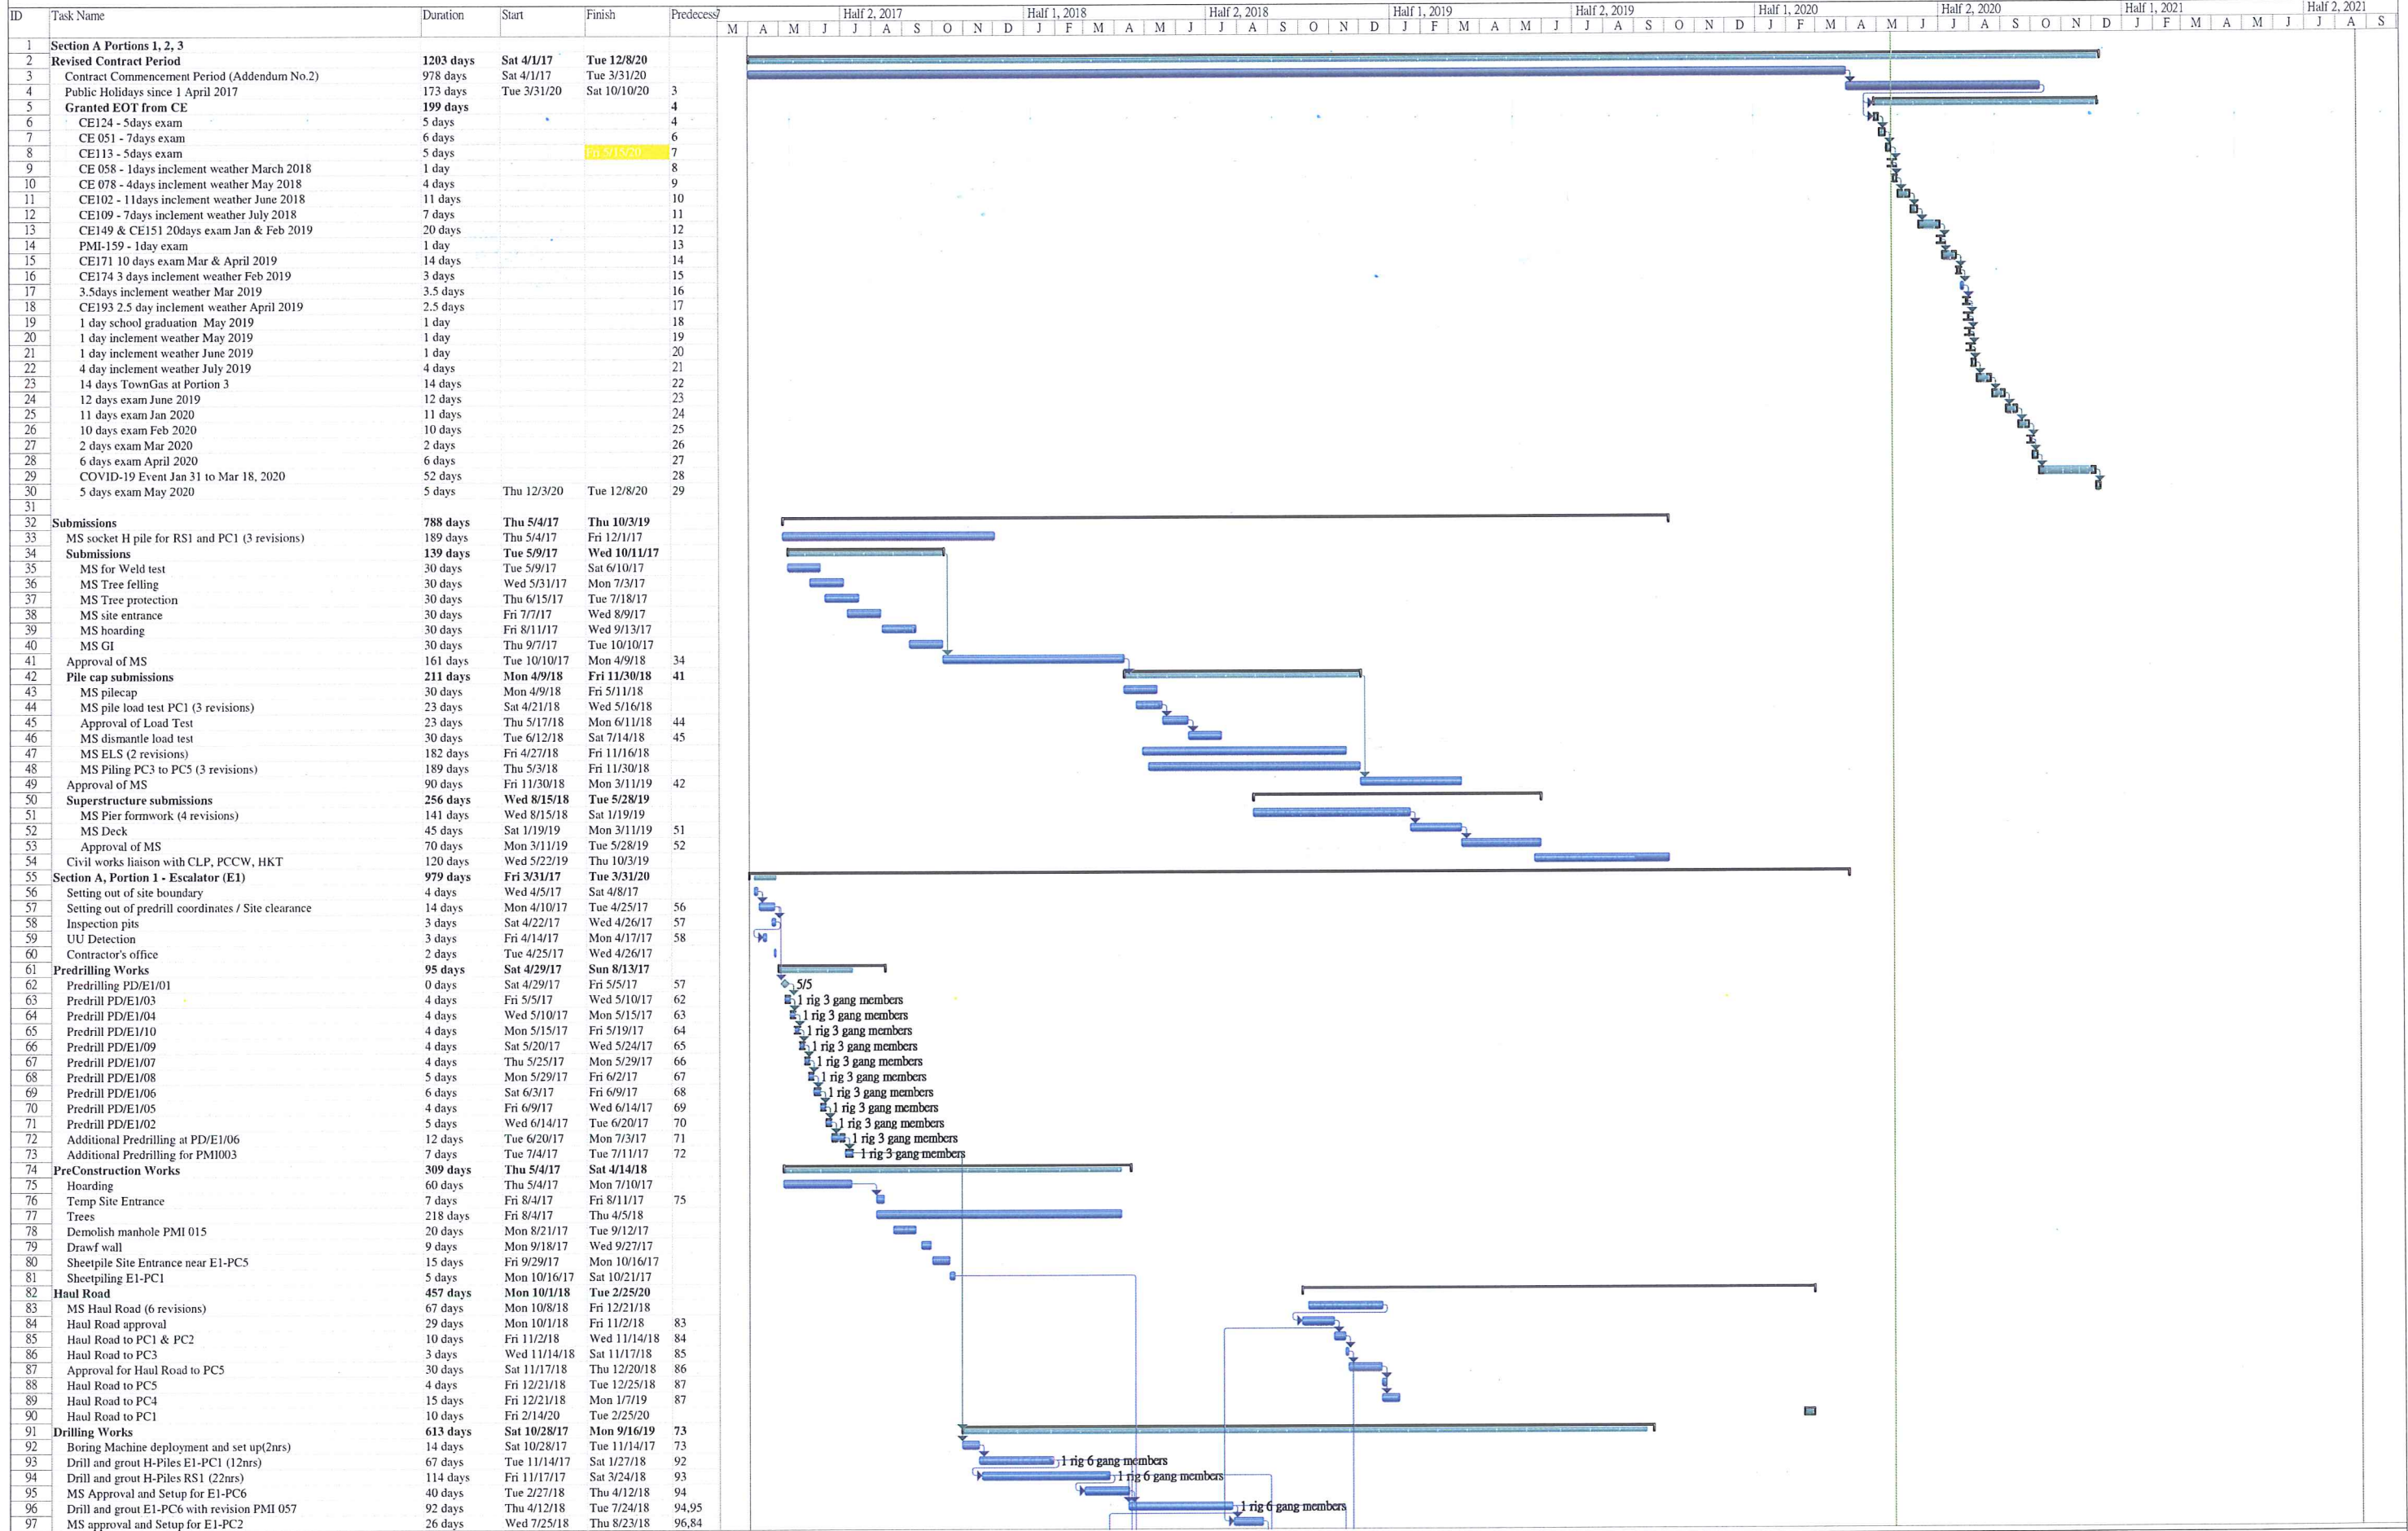 ID Task Name Duration Start Finish Predecess
Half 2, 2017 Half 1, 2018 Half 2, 2018 Half 1, 2019 Half 2, 2019 Half 1, 2020 Half 2, 2020 Half 1, 2021 Half 2, 2021
M A M J J A S O N D J F M A M J J A S O N D J F M A M J J A S O N D J F M A M J J A S O N D J F M A M J J A S
1 Section A Portions 1, 2, 3
2 Revised Contract Period 1203 days Sat 4/1/17 Tue 12/8/20
3 Contract Commencement Period (Addendum No.2) 978 days Sat 4/1/17 Tue 3/31/20
4 Public Holidays since 1 April 2017 173 days Tue 3/31/20 Sat 10/10/20 3
5 Granted EOT from CE 199 days 4
6 CE124 - 5days exam 5 days 4
7 CE 051 - 7days exam 6 days 6
8 CE113 - 5days exam 5 days Fri 5/15/20 7
9 CE 058 - 1days inclement weather March 2018 1 day 8
10 CE 078 - 4days inclement weather May 2018 4 days 9
11 CE102 - 11days inclement weather June 2018 11 days 10
12 CE109 - 7days inclement weather July 2018 7 days 11
13 CE149 & CE151 20days exam Jan & Feb 2019 20 days 12
14 PMI-159 - 1day exam 1 day 13
15 CE171 10 days exam Mar & April 2019 14 days 14
16 CE174 3 days inclement weather Feb 2019 3 days 15
17 3.5days inclement weather Mar 2019 3.5 days 16
18 CE193 2.5 day inclement weather April 2019 2.5 days 17
19 1 day school graduation May 2019 1 day 18
20 1 day inclement weather May 2019 1 day 19
21 1 day inclement weather June 2019 1 day 20
22 4 day inclement weather July 2019 4 days 21
23 14 days TownGas at Portion 3 14 days 22
24 12 days exam June 2019 12 days 23
25 11 days exam Jan 2020 11 days 24
26 10 days exam Feb 2020 10 days 25
27 2 days exam Mar 2020 2 days 26
28 6 days exam April 2020 6 days 27
29 COVID-19 Event Jan 31 to Mar 18, 2020 52 days 28
30 5 days exam May 2020 5 days Thu 12/3/20 Tue 12/8/20 29
31
32 Submissions 788 days Thu 5/4/17 Thu 10/3/19
33 MS socket H pile for RS1 and PC1 (3 revisions) 189 days Thu 5/4/17 Fri 12/1/17
34 Submissions 139 days Tue 5/9/17 Wed 10/11/17
35 MS for Weld test 30 days Tue 5/9/17 Sat 6/10/17
36 MS Tree felling 30 days Wed 5/31/17 Mon 7/3/17
37 MS Tree protection 30 days Thu 6/15/17 Tue 7/18/17
38 MS site entrance 30 days Fri 7/7/17 Wed 8/9/17
39 MS hoarding 30 days Fri 8/11/17 Wed 9/13/17
40 MS GI 30 days Thu 9/7/17 Tue 10/10/17
41 Approval of MS 161 days Tue 10/10/17 Mon 4/9/18 34
42 Pile cap submissions 211 days Mon 4/9/18 Fri 11/30/18 41
43 MS pilecap 30 days Mon 4/9/18 Fri 5/11/18
44 MS pile load test PC1 (3 revisions) 23 days Sat 4/21/18 Wed 5/16/18
45 Approval of Load Test 23 days Thu 5/17/18 Mon 6/11/18 44
46 MS dismantle load test 30 days Tue 6/12/18 Sat 7/14/18 45
47 MS ELS (2 revisions) 182 days Fri 4/27/18 Fri 11/16/18
48 MS Piling PC3 to PC5 (3 revisions) 189 days Thu 5/3/18 Fri 11/30/18
49 Approval of MS 90 days Fri 11/30/18 Mon 3/11/19 42
50 Superstructure submissions 256 days Wed 8/15/18 Tue 5/28/19
51 MS Pier formwork (4 revisions) 141 days Wed 8/15/18 Sat 1/19/19
52 MS Deck 45 days Sat 1/19/19 Mon 3/11/19 51
53 Approval of MS 70 days Mon 3/11/19 Tue 5/28/19 52
54 Civil works liaison with CLP, PCCW, HKT 120 days Wed 5/22/19 Thu 10/3/19
55 Section A, Portion 1 - Escalator (E1) 979 days Fri 3/31/17 Tue 3/31/20
56 Setting out of site boundary 4 days Wed 4/5/17 Sat 4/8/17
57 Setting out of predrill coordinates / Site clearance 14 days Mon 4/10/17 Tue 4/25/17 56
58 Inspection pits 3 days Sat 4/22/17 Wed 4/26/17 57
59 UU Detection 3 days Fri 4/14/17 Mon 4/17/17 58
60 Contractor's office 2 days Tue 4/25/17 Wed 4/26/17
61 Predrilling Works 95 days Sat 4/29/17 Sun 8/13/17
62 Predrilling PD/E1/01 0 days Sat 4/29/17 Fri 5/5/17 57 5/5
63 Predrill PD/E1/03 4 days Fri 5/5/17 Wed 5/10/17 62 1 rig 3 gang members
64 Predrill PD/E1/04 4 days Wed 5/10/17 Mon 5/15/17 63 1 rig 3 gang members
65 Predrill PD/E1/10 4 days Mon 5/15/17 Fri 5/19/17 64 1 rig 3 gang members
66 Predrill PD/E1/09 4 days Sat 5/20/17 Wed 5/24/17 65 1 rig 3 gang members
67 Predrill PD/E1/07 4 days Thu 5/25/17 Mon 5/29/17 66 1 rig 3 gang members
68 Predrill PD/E1/08 5 days Mon 5/29/17 Fri 6/2/17 67 1 rig 3 gang members
69 Predrill PD/E1/06 6 days Sat 6/3/17 Fri 6/9/17 68 1 rig 3 gang members
70 Predrill PD/E1/05 4 days Fri 6/9/17 Wed 6/14/17 69 1 rig 3 gang members
71 Predrill PD/E1/02 5 days Wed 6/14/17 Tue 6/20/17 70 1 rig 3 gang members
72 Additional Predrilling at PD/E1/06 12 days Tue 6/20/17 Mon 7/3/17 71 1 rig 3 gang members
73 Additional Predrilling for PMI003 7 days Tue 7/4/17 Tue 7/11/17 72 1 rig 3 gang members
74 PreConstruction Works 309 days Thu 5/4/17 Sat 4/14/18
75 Hoarding 60 days Thu 5/4/17 Mon 7/10/17
76 Temp Site Entrance 7 days Fri 8/4/17 Fri 8/11/17 75
77 Trees 218 days Fri 8/4/17 Thu 4/5/18
78 Demolish manhole PMI 015 20 days Mon 8/21/17 Tue 9/12/17
79 Drawf wall 9 days Mon 9/18/17 Wed 9/27/17
80 Sheetpile Site Entrance near E1-PC5 15 days Fri 9/29/17 Mon 10/16/17
81 Sheetpiling E1-PC1 5 days Mon 10/16/17 Sat 10/21/17
82 Haul Road 457 days Mon 10/1/18 Tue 2/25/20
83 MS Haul Road (6 revisions) 67 days Mon 10/8/18 Fri 12/21/18
84 Haul Road approval 29 days Mon 10/1/18 Fri 11/2/18 83
85 Haul Road to PC1 & PC2 10 days Fri 11/2/18 Wed 11/14/18 84
86 Haul Road to PC3 3 days Wed 11/14/18 Sat 11/17/18 85
87 Approval for Haul Road to PC5 30 days Sat 11/17/18 Thu 12/20/18 86
88 Haul Road to PC5 4 days Fri 12/21/18 Tue 12/25/18 87
89 Haul Road to PC4 15 days Fri 12/21/18 Mon 1/7/19 87
90 Haul Road to PC1 10 days Fri 2/14/20 Tue 2/25/20
91 Drilling Works 613 days Sat 10/28/17 Mon 9/16/19 73
92 Boring Machine deployment and set up(2nrs) 14 days Sat 10/28/17 Tue 11/14/17 73
93 Drill and grout H-Piles E1-PC1 (12nrs) 67 days Tue 11/14/17 Sat 1/27/18 92 1 rig 6 gang members
94 Drill and grout H-Piles RS1 (22nrs) 114 days Fri 11/17/17 Sat 3/24/18 93 1 rig 6 gang members
95 MS Approval and Setup for E1-PC6 40 days Tue 2/27/18 Thu 4/12/18 94
96 Drill and grout E1-PC6 with revision PMI 057 92 days Thu 4/12/18 Tue 7/24/18 94,95 1 rig 6 gang members
97 MS approval and Setup for E1-PC2 26 days Wed 7/25/18 Thu 8/23/18 96,84